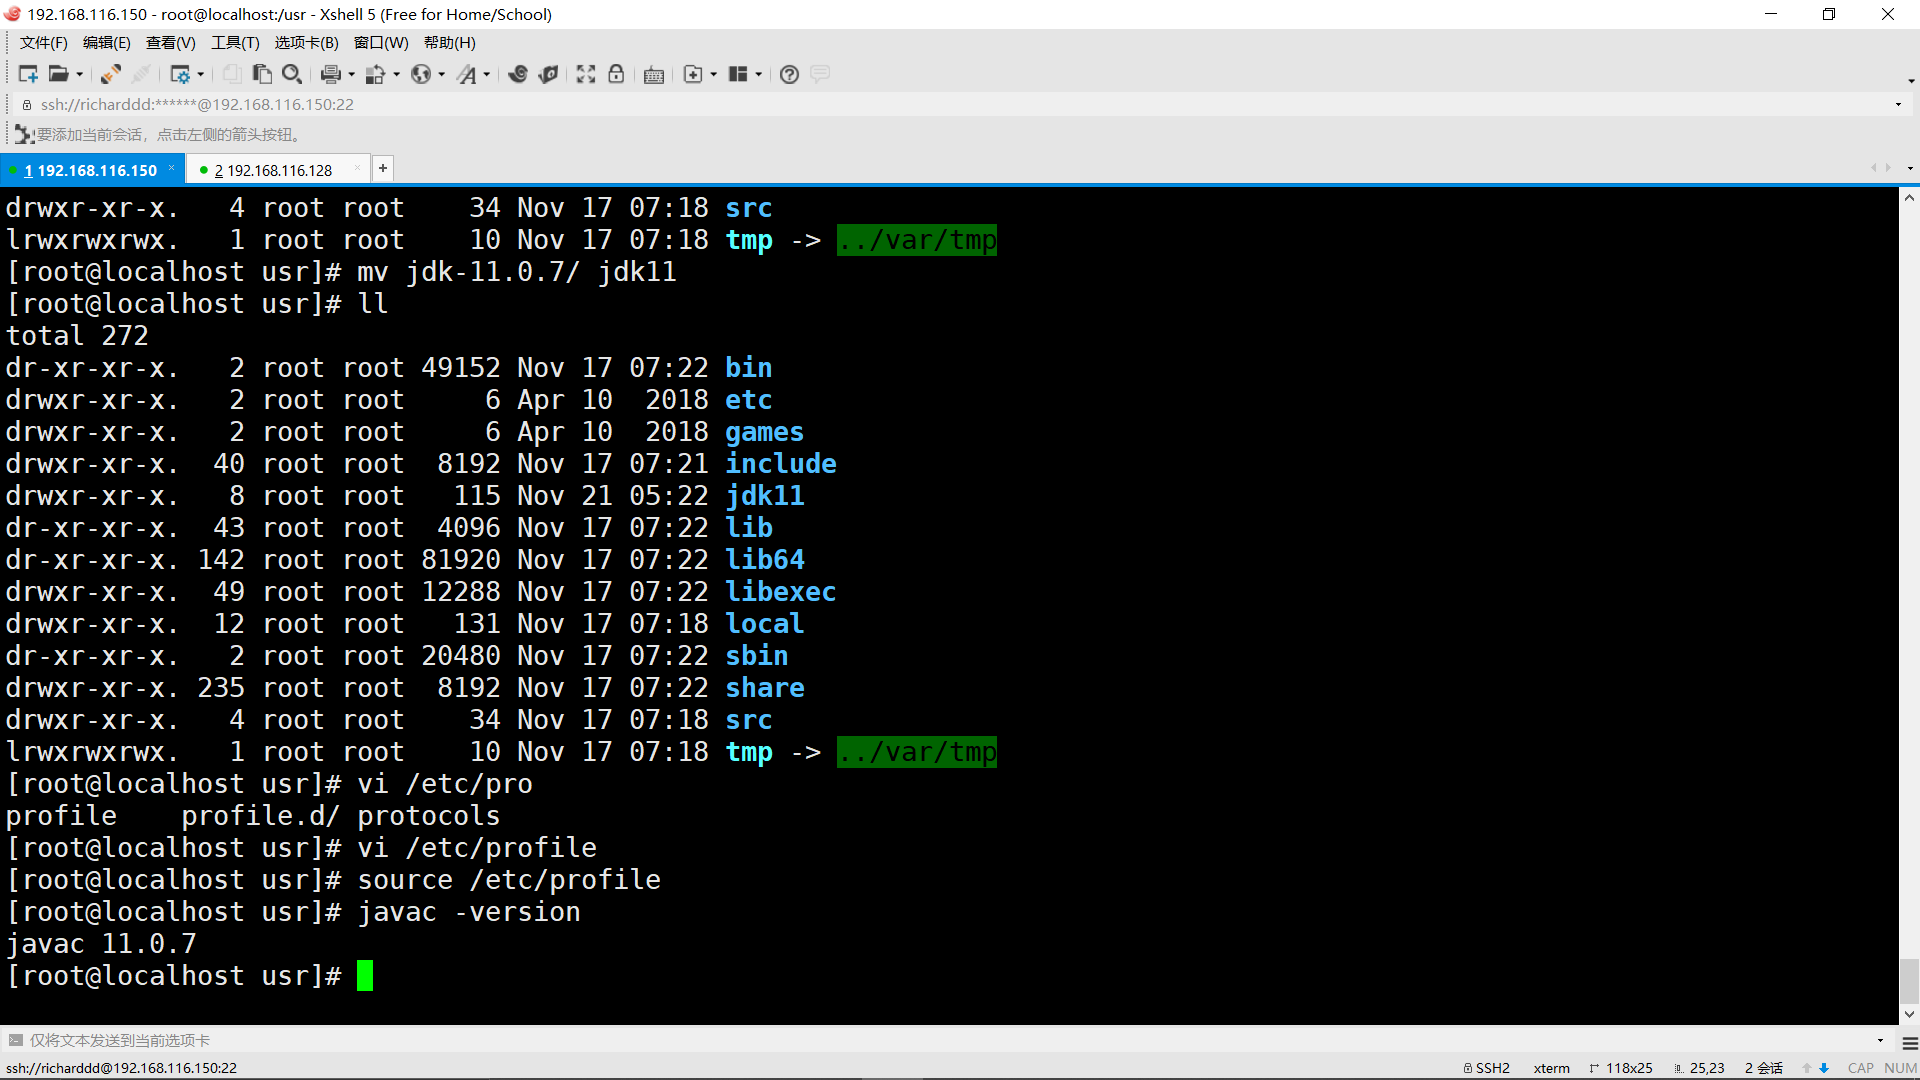 192.168.116.150 - root@localhost:/usr - Xshell 5 (Free for Home/School)
文件(F) 编辑(E) 查看(V) 工具(T) 选项卡(B) 窗口(W) 帮助(H)
ssh://richarddd:******@192.168.116.150:22
要添加当前会话，点击左侧的箭头按钮。
1 192.168.116.150 × 2 192.168.116.128 × +
drwxr-xr-x.   4 root root    34 Nov 17 07:18 src
lrwxrwxrwx.   1 root root    10 Nov 17 07:18 tmp -> ../var/tmp
[root@localhost usr]# mv jdk-11.0.7/ jdk11
[root@localhost usr]# ll
total 272
dr-xr-xr-x.   2 root root 49152 Nov 17 07:22 bin
drwxr-xr-x.   2 root root     6 Apr 10  2018 etc
drwxr-xr-x.   2 root root     6 Apr 10  2018 games
drwxr-xr-x.  40 root root  8192 Nov 17 07:21 include
drwxr-xr-x.   8 root root   115 Nov 21 05:22 jdk11
dr-xr-xr-x.  43 root root  4096 Nov 17 07:22 lib
dr-xr-xr-x. 142 root root 81920 Nov 17 07:22 lib64
drwxr-xr-x.  49 root root 12288 Nov 17 07:22 libexec
drwxr-xr-x.  12 root root   131 Nov 17 07:18 local
dr-xr-xr-x.   2 root root 20480 Nov 17 07:22 sbin
drwxr-xr-x. 235 root root  8192 Nov 17 07:22 share
drwxr-xr-x.   4 root root    34 Nov 17 07:18 src
lrwxrwxrwx.   1 root root    10 Nov 17 07:18 tmp -> ../var/tmp
[root@localhost usr]# vi /etc/pro
profile    profile.d/ protocols
[root@localhost usr]# vi /etc/profile
[root@localhost usr]# source /etc/profile
[root@localhost usr]# javac -version
javac 11.0.7
[root@localhost usr]#
仅将文本发送到当前选项卡
ssh://richarddd@192.168.116.150:22 SSH2 xterm 118x25 25,23 2 会话 CAP NUM